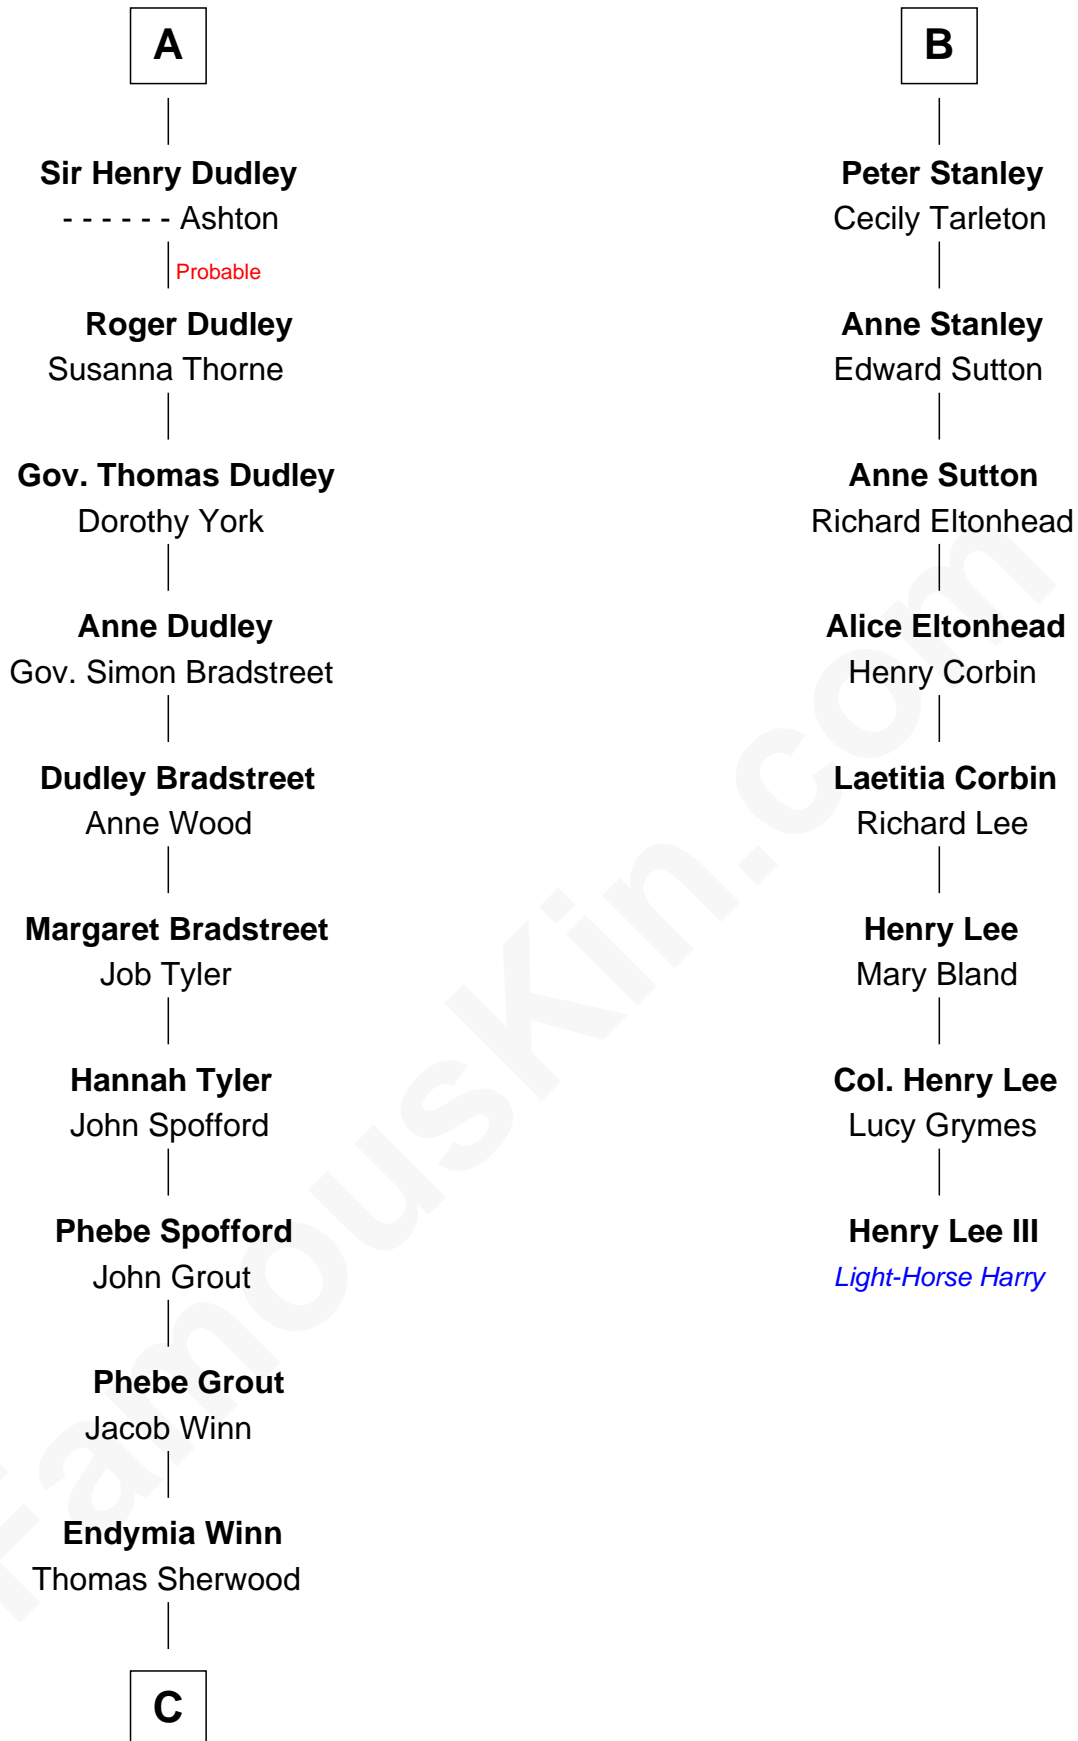 A
Sir Henry Dudley
- - - - - - Ashton
Probable
Roger Dudley
Susanna Thorne
Gov. Thomas Dudley
Dorothy York
Anne Dudley
Gov. Simon Bradstreet
Dudley Bradstreet
Anne Wood
Margaret Bradstreet
Job Tyler
Hannah Tyler
John Spofford
Phebe Spofford
John Grout
Phebe Grout
Jacob Winn
Endymia Winn
Thomas Sherwood
C
B
Peter Stanley
Cecily Tarleton
Anne Stanley
Edward Sutton
Anne Sutton
Richard Eltonhead
Alice Eltonhead
Henry Corbin
Laetitia Corbin
Richard Lee
Henry Lee
Mary Bland
Col. Henry Lee
Lucy Grymes
Henry Lee III
Light-Horse Harry
FamousKin.com